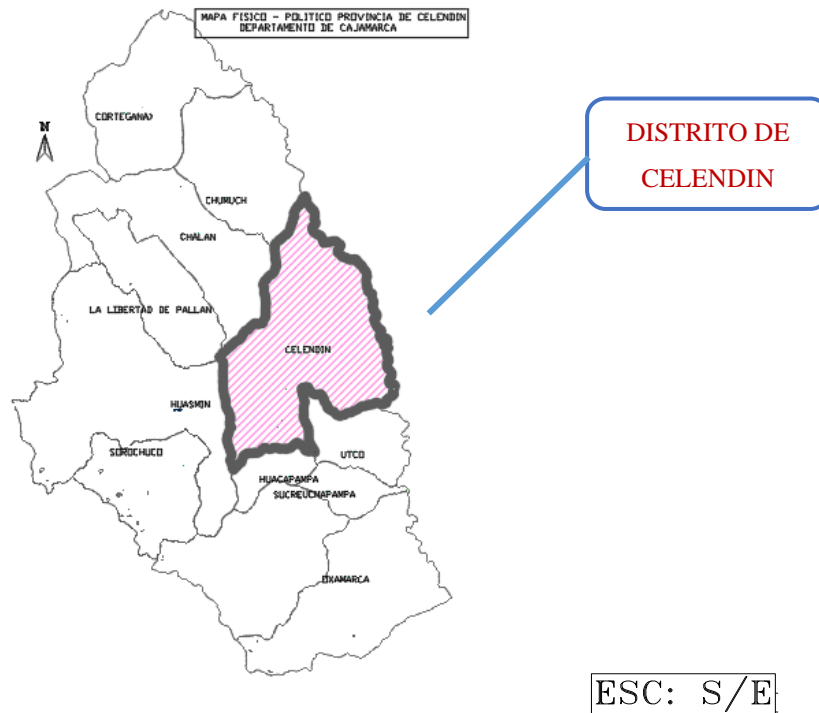 MAPA FISICO - POLITICO PROVINCIA DE CELENDIN
DEPARTAMENTO DE CAJAMARCA
CORTEGANA
N
DISTRITO DE
CELENDIN
CHUMUCH
CHALAN
LA LIBERTAD DE PALLAN
CELENDIN
HUASMIN
SOROCHUCO
UTCO
HUACAPAMPA
SUCREUCHAPAMPA
OXAMARCA
ESC: S/E